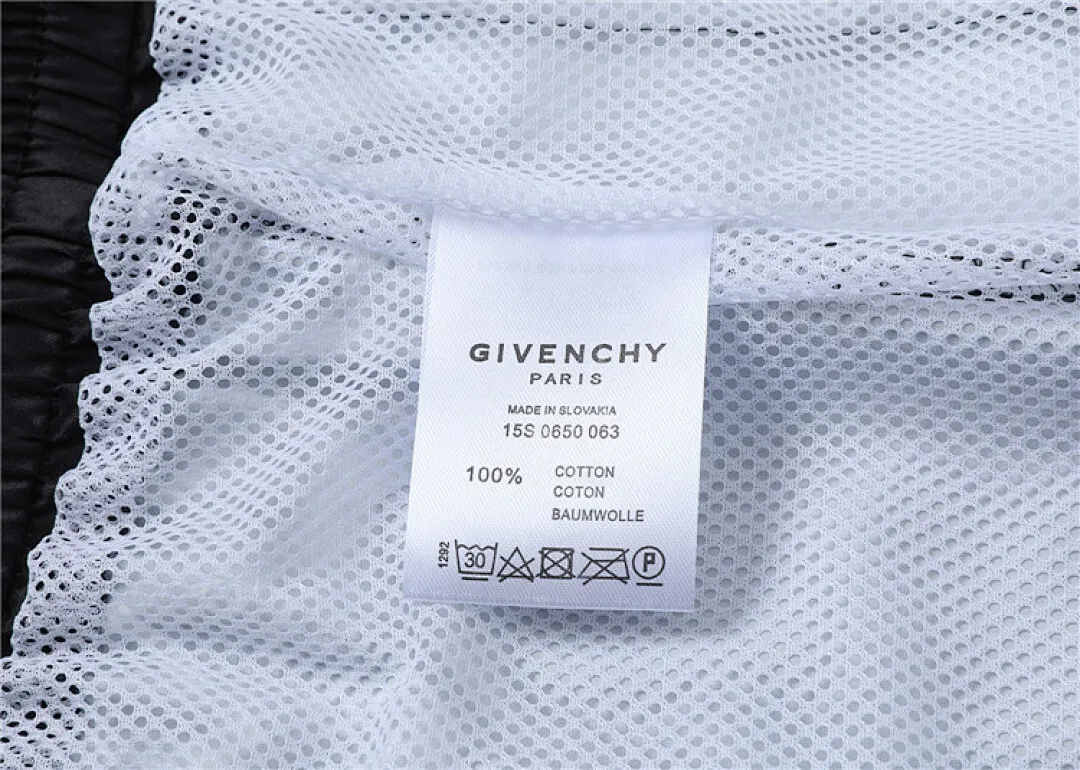 GIVENCHY
PARIS
MADE IN SLOVAKIA
15S 0650 063
100% COTTON
COTON
BAUMWOLLE
1292
30 P